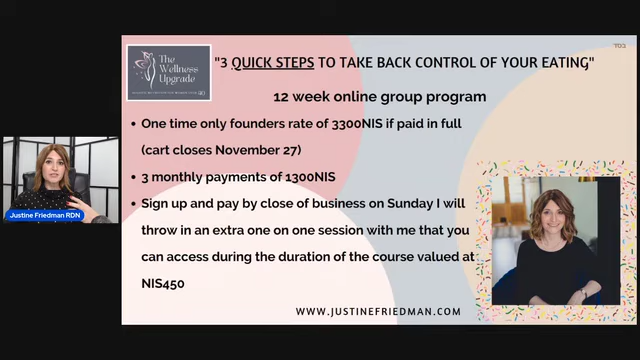 בס"ד
The
Wellness
Upgrade
"3 QUICK STEPS TO TAKE BACK CONTROL OF YOUR EATING"
12 week online group program
• One time only founders rate of 3300NIS if paid in full
(cart closes November 27)
• 3 monthly payments of 1300NIS
• Sign up and pay by close of business on Sunday I will
throw in an extra one on one session with me that you
can access during the duration of the course valued at
NIS450
WWW.JUSTINEFRIEDMAN.COM
Justine Friedman RDN